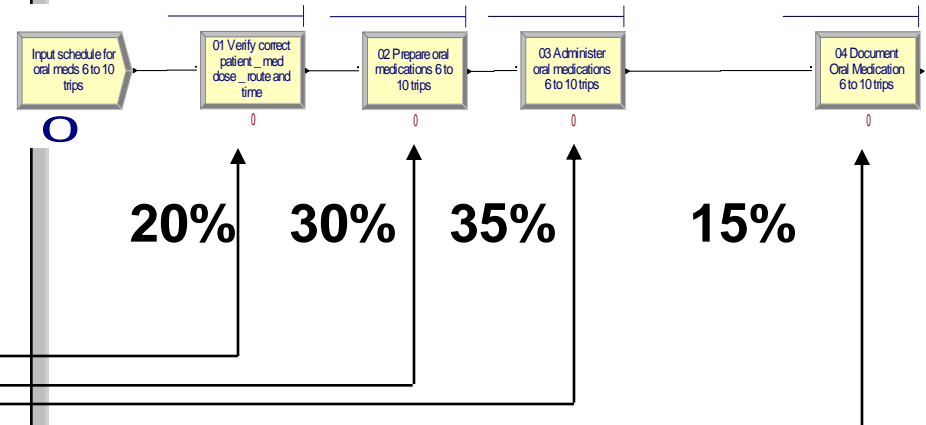 Input schedule for
oral meds 6 to 10
trips
01 Verify correct
patient _ med
dose _ route and
time
02 Prepare oral
medications 6 to
10 trips
03 Administer
oral medications
6 to 10 trips
04 Document
Oral Medication
6 to 10 trips
0
0
0
0
0
20%
30%
35%
15%